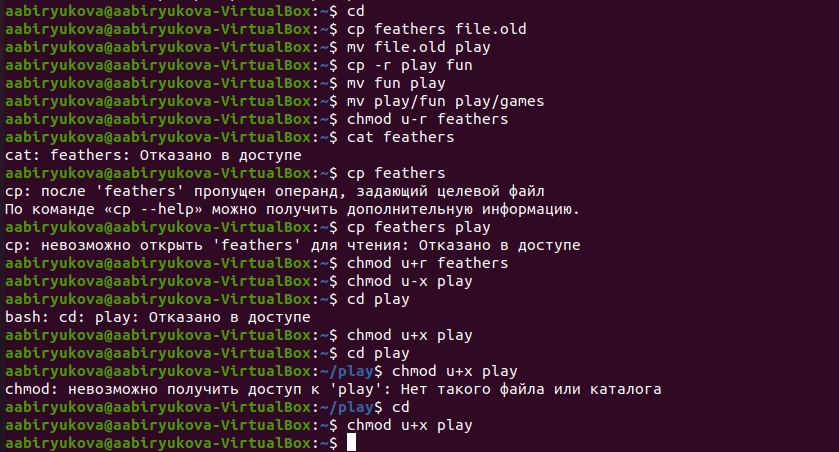 aabiryukova@aabiryukova-VirtualBox:~$ cd
aabiryukova@aabiryukova-VirtualBox:~$ cp feathers file.old
aabiryukova@aabiryukova-VirtualBox:~$ mv file.old play
aabiryukova@aabiryukova-VirtualBox:~$ cp -r play fun
aabiryukova@aabiryukova-VirtualBox:~$ mv fun play
aabiryukova@aabiryukova-VirtualBox:~$ mv play/fun play/games
aabiryukova@aabiryukova-VirtualBox:~$ chmod u-r feathers
aabiryukova@aabiryukova-VirtualBox:~$ cat feathers
cat: feathers: Отказано в доступе
aabiryukova@aabiryukova-VirtualBox:~$ cp feathers
cp: после 'feathers' пропущен операнд, задающий целевой файл
По команде «cp --help» можно получить дополнительную информацию.
aabiryukova@aabiryukova-VirtualBox:~$ cp feathers play
cp: невозможно открыть 'feathers' для чтения: Отказано в доступе
aabiryukova@aabiryukova-VirtualBox:~$ chmod u+r feathers
aabiryukova@aabiryukova-VirtualBox:~$ chmod u-x play
aabiryukova@aabiryukova-VirtualBox:~$ cd play
bash: cd: play: Отказано в доступе
aabiryukova@aabiryukova-VirtualBox:~$ chmod u+x play
aabiryukova@aabiryukova-VirtualBox:~$ cd play
aabiryukova@aabiryukova-VirtualBox:~/play$ chmod u+x play
chmod: невозможно получить доступ к 'play': Нет такого файла или каталога
aabiryukova@aabiryukova-VirtualBox:~/play$ cd
aabiryukova@aabiryukova-VirtualBox:~$ chmod u+x play
aabiryukova@aabiryukova-VirtualBox:~$